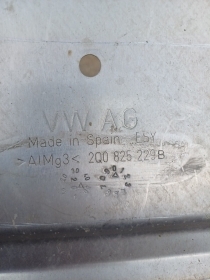 VW AG
Made in Spain ESY
>AlMg3< 2Q0 825 229B